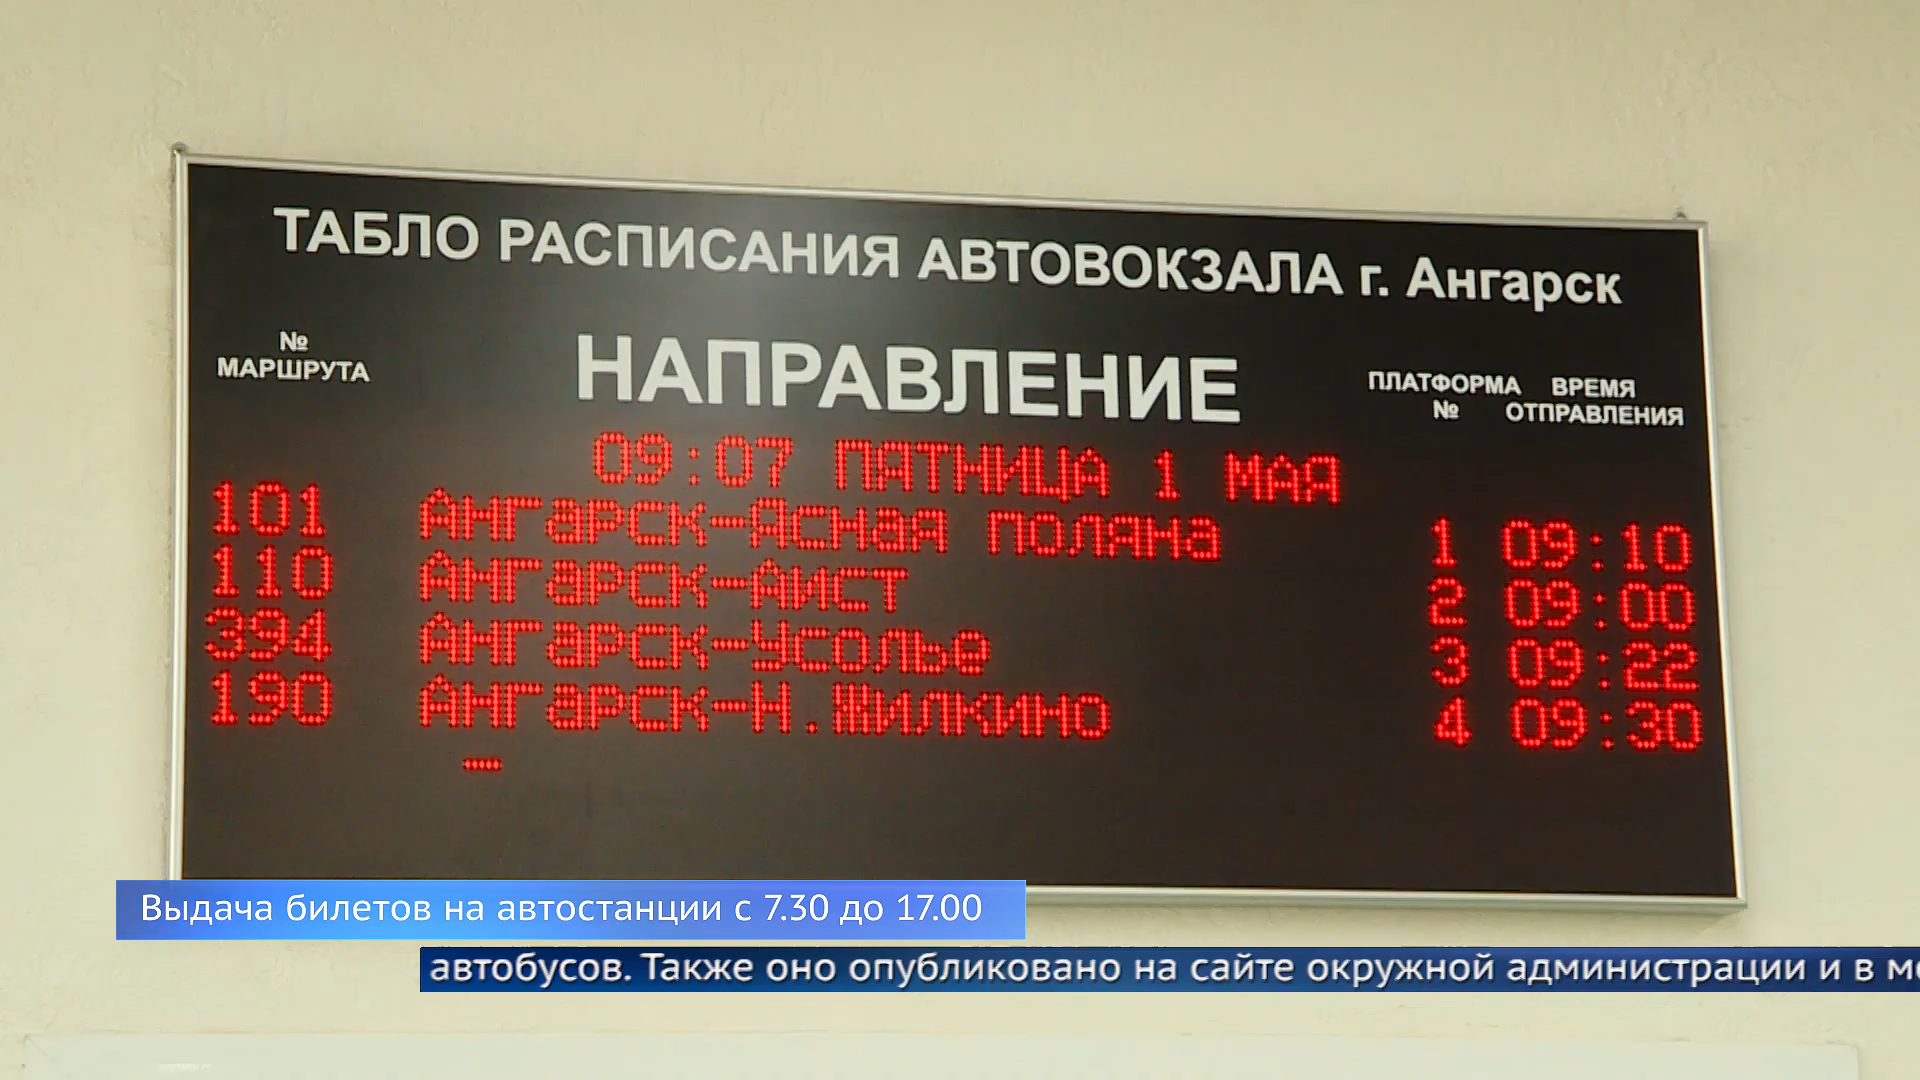 ТАБЛО РАСПИСАНИЯ АВТОВОКЗАЛА г. Ангарск
№ МАРШРУТА НАПРАВЛЕНИЕ ПЛАТФОРМА № ВРЕМЯ ОТПРАВЛЕНИЯ
09:07 ПЯТНИЦА 1 МАЯ
101 Ангарск-Ясная поляна 1 09:10
110 Ангарск-Аист 2 09:00
394 Ангарск-Усолье 3 09:22
190 Ангарск-Н.Жилкино 4 09:30
Выдача билетов на автостанции с 7.30 до 17.00
автобусов. Также оно опубликовано на сайте окружной администрации и в